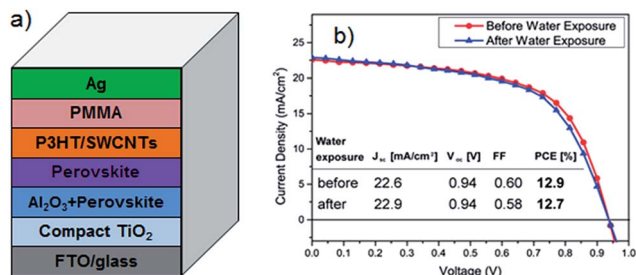 a)
Ag
PMMA
P3HT/SWCNTs
Perovskite
Al₂O₃+Perovskite
Compact TiO₂
FTO/glass
b)
Before Water Exposure
After Water Exposure
Current Density (mA/cm²)
30
25
20
15
10
5
0
Water exposure J_sc [mA/cm²] V_oc [V] FF PCE [%]
before 22.6 0.94 0.60 12.9
after 22.9 0.94 0.58 12.7
0.0 0.1 0.2 0.3 0.4 0.5 0.6 0.7 0.8 0.9 1.0
Voltage (V)